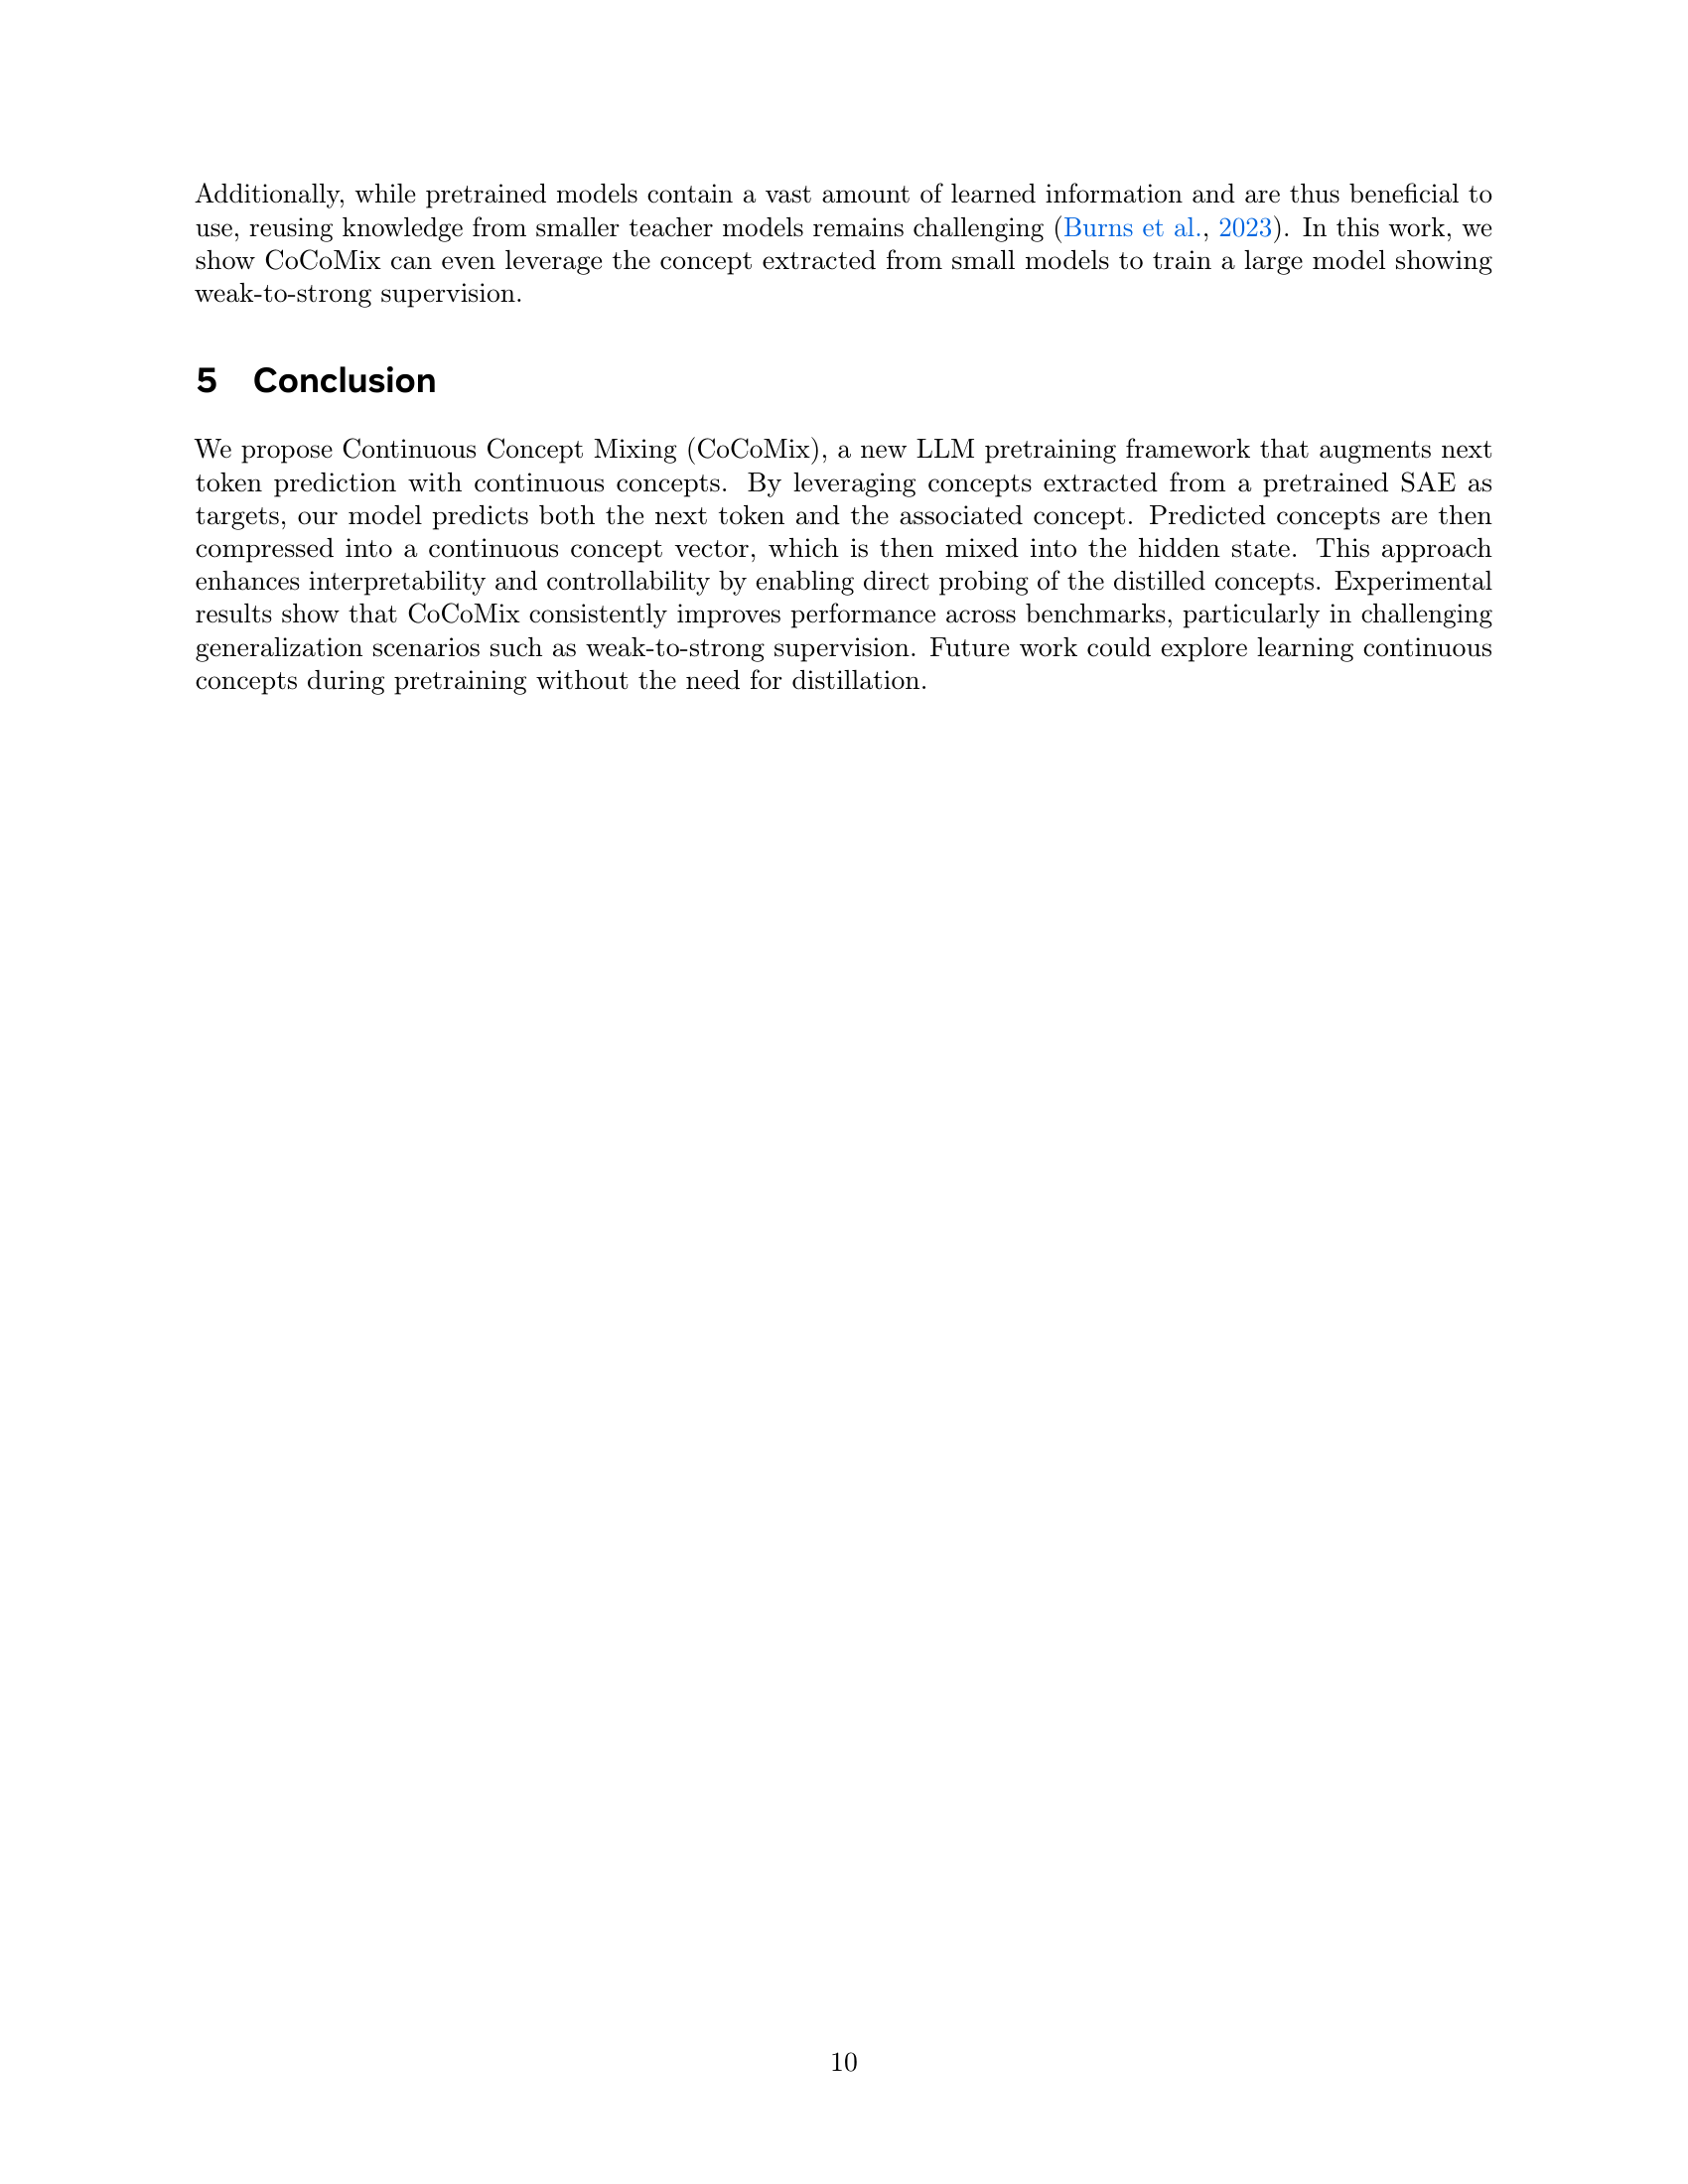 Additionally, while pretrained models contain a vast amount of learned information and are thus beneficial to
use, reusing knowledge from smaller teacher models remains challenging (Burns et al., 2023). In this work, we
show CoCoMix can even leverage the concept extracted from small models to train a large model showing
weak-to-strong supervision.
5 Conclusion
We propose Continuous Concept Mixing (CoCoMix), a new LLM pretraining framework that augments next
token prediction with continuous concepts. By leveraging concepts extracted from a pretrained SAE as
targets, our model predicts both the next token and the associated concept. Predicted concepts are then
compressed into a continuous concept vector, which is then mixed into the hidden state. This approach
enhances interpretability and controllability by enabling direct probing of the distilled concepts. Experimental
results show that CoCoMix consistently improves performance across benchmarks, particularly in challenging
generalization scenarios such as weak-to-strong supervision. Future work could explore learning continuous
concepts during pretraining without the need for distillation.
10